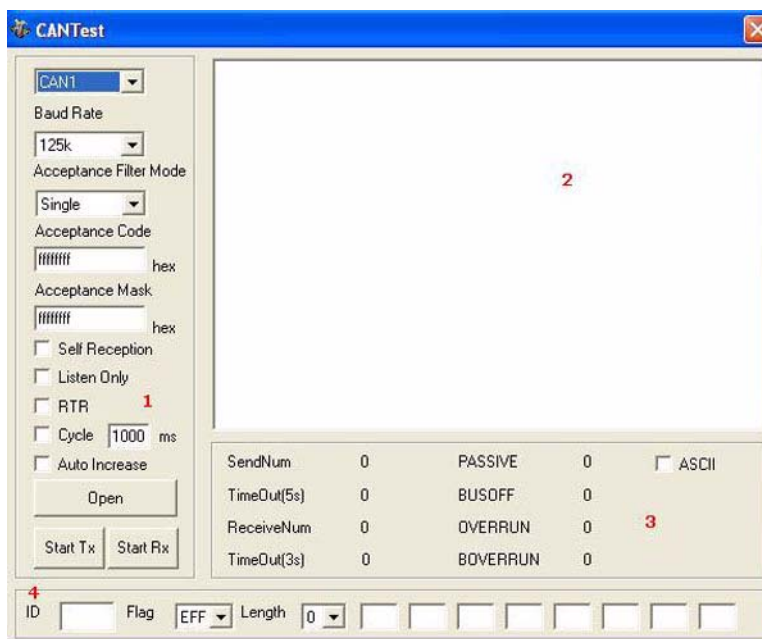 CANTest
CAN1
Baud Rate
125k
Acceptance Filter Mode
Single
Acceptance Code
ffffffff
hex
Acceptance Mask
ffffffff
hex
Self Reception
Listen Only
RTR
1
Cycle 1000 ms
Auto Increase
Open
Start Tx Start Rx
2
SendNum 0 PASSIVE 0 ASCII
TimeOut(5s) 0 BUSOFF 0
ReceiveNum 0 OVERRUN 0 3
TimeOut(3s) 0 BOVERRUN 0
4
ID Flag EFF Length 0